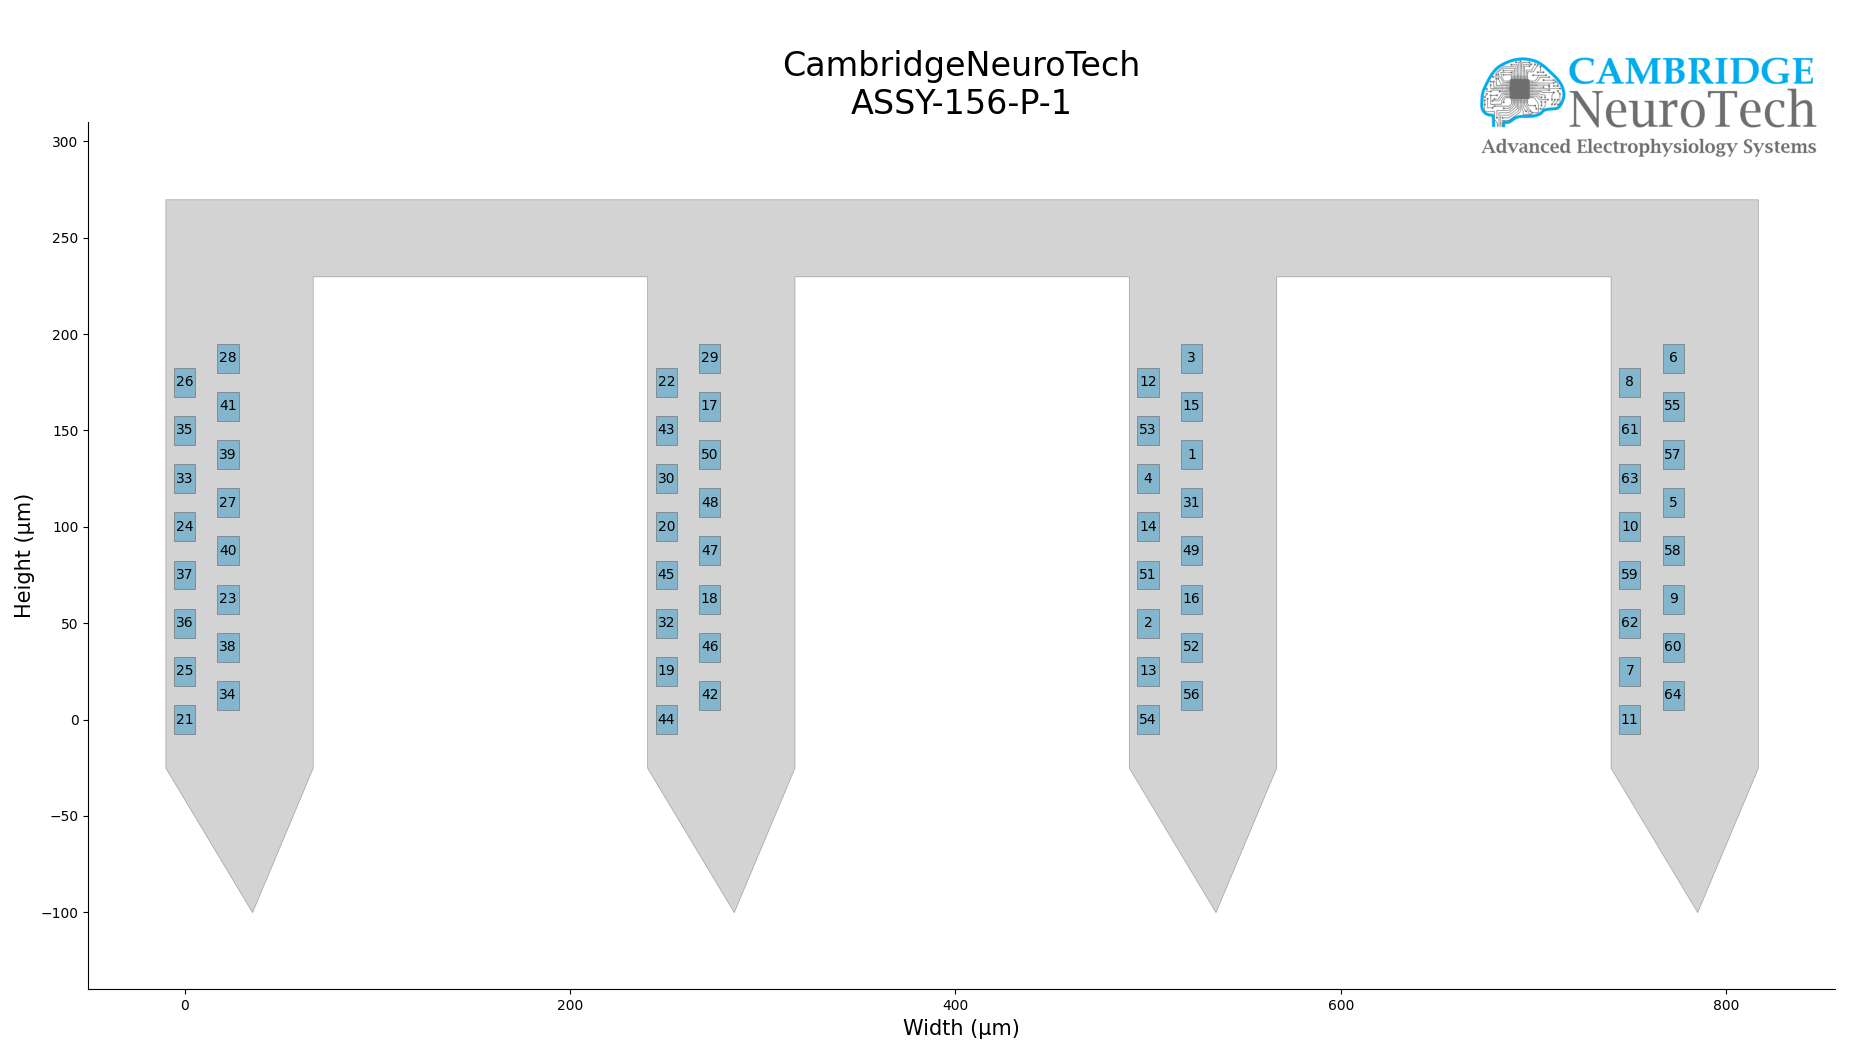 CambridgeNeuroTech
ASSY-156-P-1
CAMBRIDGE
NeuroTech
Advanced Electrophysiology Systems
300
250
200
150
100
50
0
−50
−100
Height (μm)
28 29 3 6
26 22 12 8
41 17 15 55
35 43 53 61
39 50 1 57
33 30 4 63
27 48 31 5
24 20 14 10
40 47 49 58
37 45 51 59
23 18 16 9
36 32 2 62
38 46 52 60
25 19 13 7
34 42 56 64
21 44 54 11
0 200 400 600 800
Width (μm)